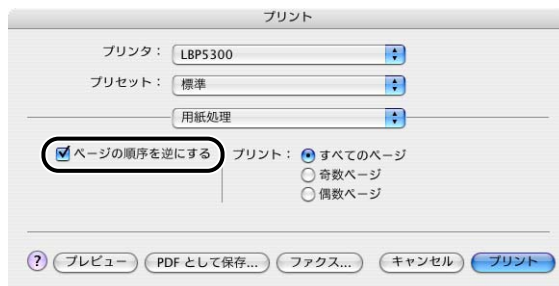 プリント
プリンタ： LBP5300
プリセット： 標準
用紙処理
ページの順序を逆にする プリント： すべてのページ
奇数ページ
偶数ページ
? プレビュー PDF として保存... ファクス... キャンセル プリント